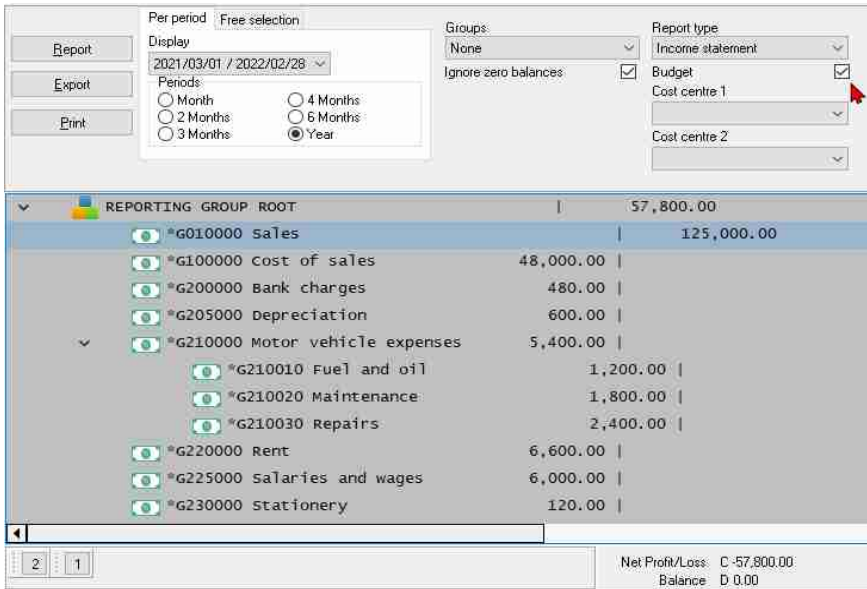 Per period Free selection
Report
Export
Print
Display
2021/03/01 / 2022/02/28
Periods
Month 4 Months
2 Months 6 Months
3 Months Year
Groups
None
Ignore zero balances
Report type
Income statement
Budget
Cost centre 1
Cost centre 2
REPORTING GROUP ROOT | 57,800.00
*G010000 Sales | 125,000.00
*G100000 Cost of sales 48,000.00 |
*G200000 Bank charges 480.00 |
*G205000 Depreciation 600.00 |
*G210000 Motor vehicle expenses 5,400.00 |
*G210010 Fuel and oil 1,200.00 |
*G210020 Maintenance 1,800.00 |
*G210030 Repairs 2,400.00 |
*G220000 Rent 6,600.00 |
*G225000 Salaries and wages 6,000.00 |
*G230000 Stationery 120.00 |
2 1
Net Profit/Loss C -57,800.00
Balance D 0.00